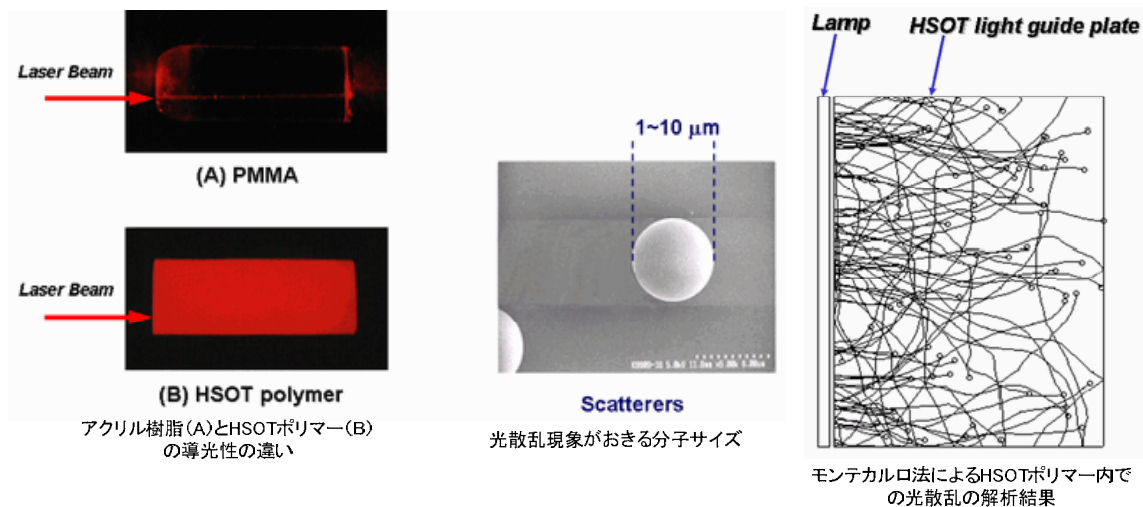 Laser Beam
(A) PMMA
Laser Beam
(B) HSOT polymer
アクリル樹脂(A)とHSOTポリマー(B)
の導光性の違い
1~10 μm
Scatterers
光散乱現象がおきる分子サイズ
Lamp
HSOT light guide plate
モンテカルロ法によるHSOTポリマー内で
の光散乱の解析結果